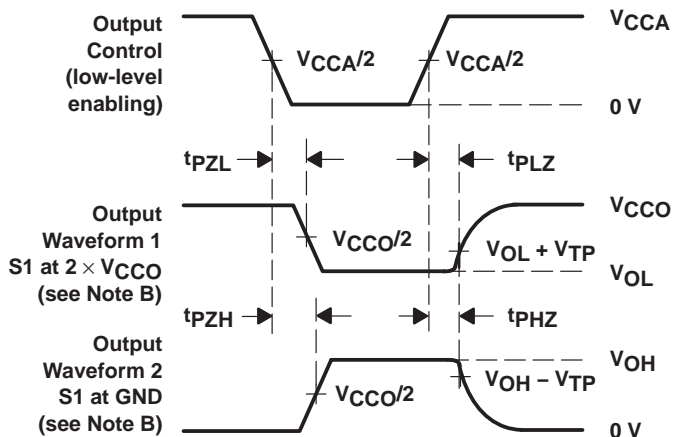 Output
Control
(low-level
enabling)
VCCA/2
VCCA/2
VCCA
0 V
tPZL
tPLZ
Output
Waveform 1
S1 at 2 × VCCO
(see Note B)
VCCO/2
VCCO
VOL + VTP
VOL
tPZH
tPHZ
Output
Waveform 2
S1 at GND
(see Note B)
VCCO/2
VOH
VOH − VTP
0 V